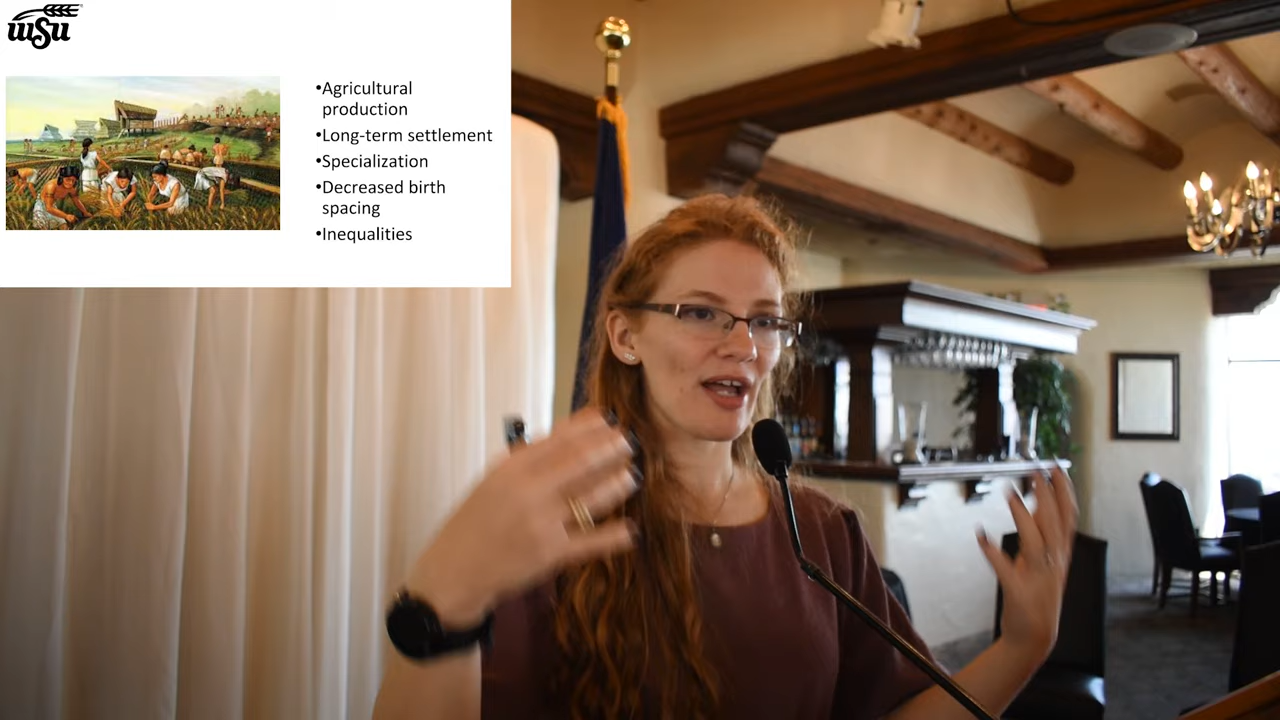 WSU
•Agricultural
production
•Long-term settlement
•Specialization
•Decreased birth
spacing
•Inequalities